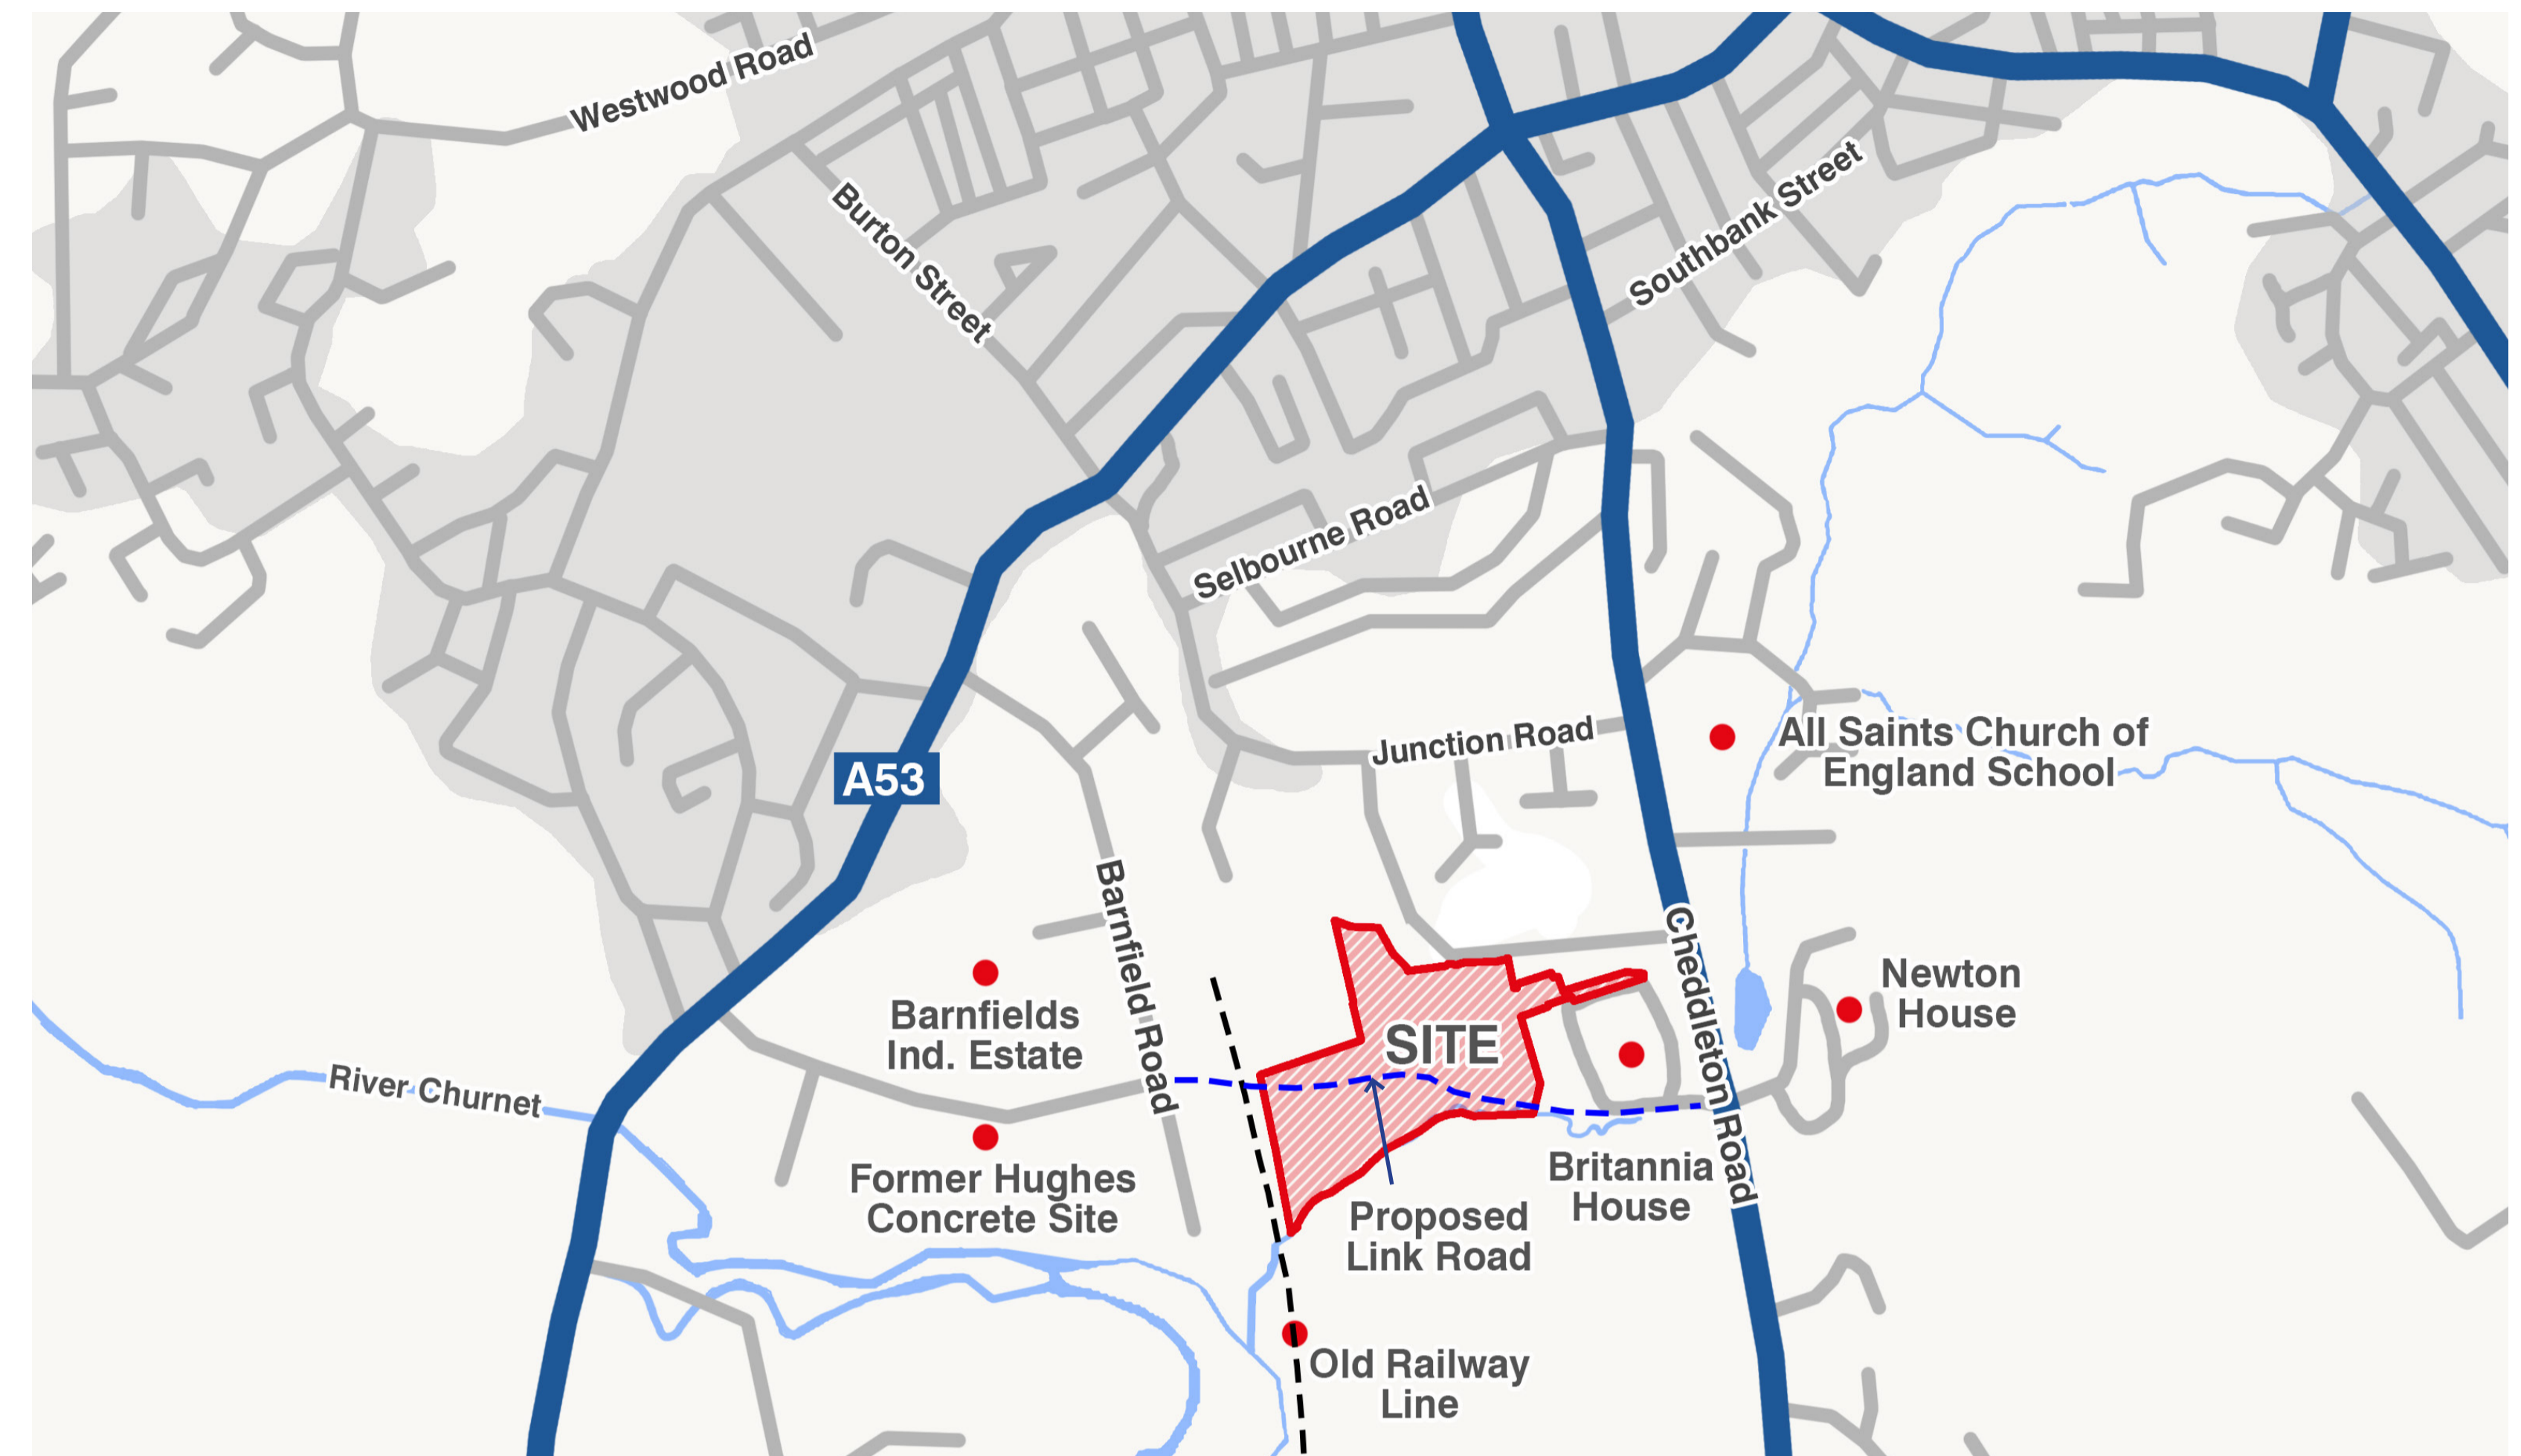 Westwood Road
Burton Street
Southbank Street
Selbourne Road
Junction Road
All Saints Church of
England School
A53
Barnfield Road
Cheddleton Road
Barnfields
Ind. Estate
SITE
Newton
House
River Churnet
Former Hughes
Concrete Site
Britannia
House
Proposed
Link Road
Old Railway
Line